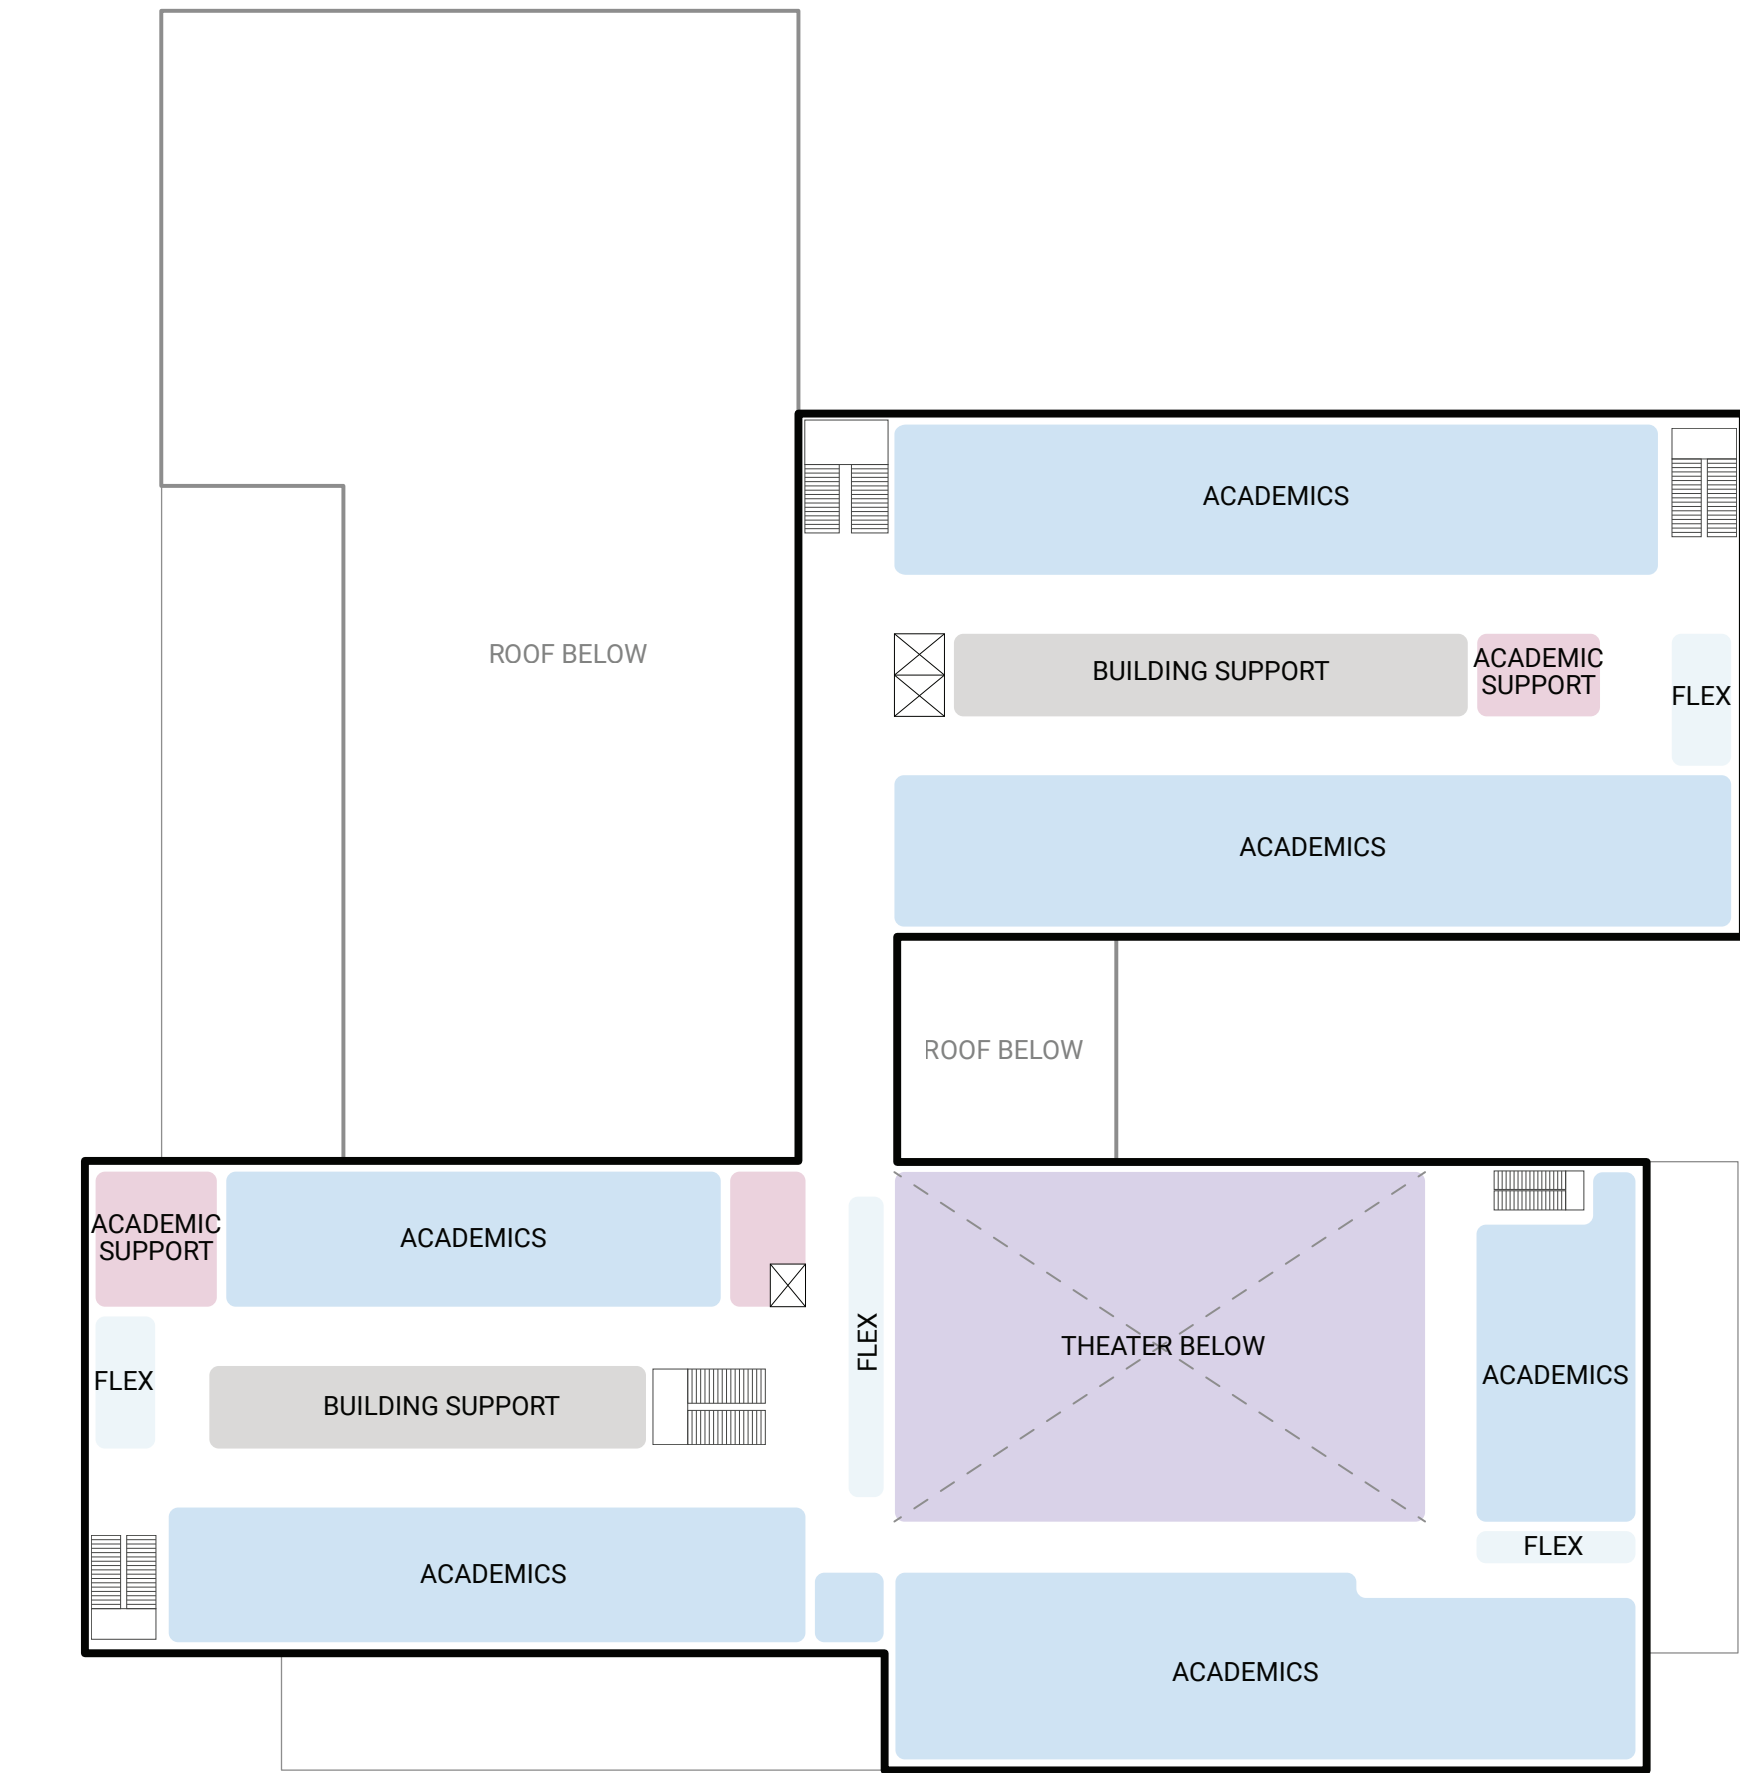 ACADEMICS
ROOF BELOW
BUILDING SUPPORT
ACADEMIC
SUPPORT
FLEX
ACADEMICS
ROOF BELOW
ACADEMIC
SUPPORT
ACADEMICS
FLEX
BUILDING SUPPORT
FLEX
THEATER BELOW
ACADEMICS
FLEX
ACADEMICS
ACADEMICS